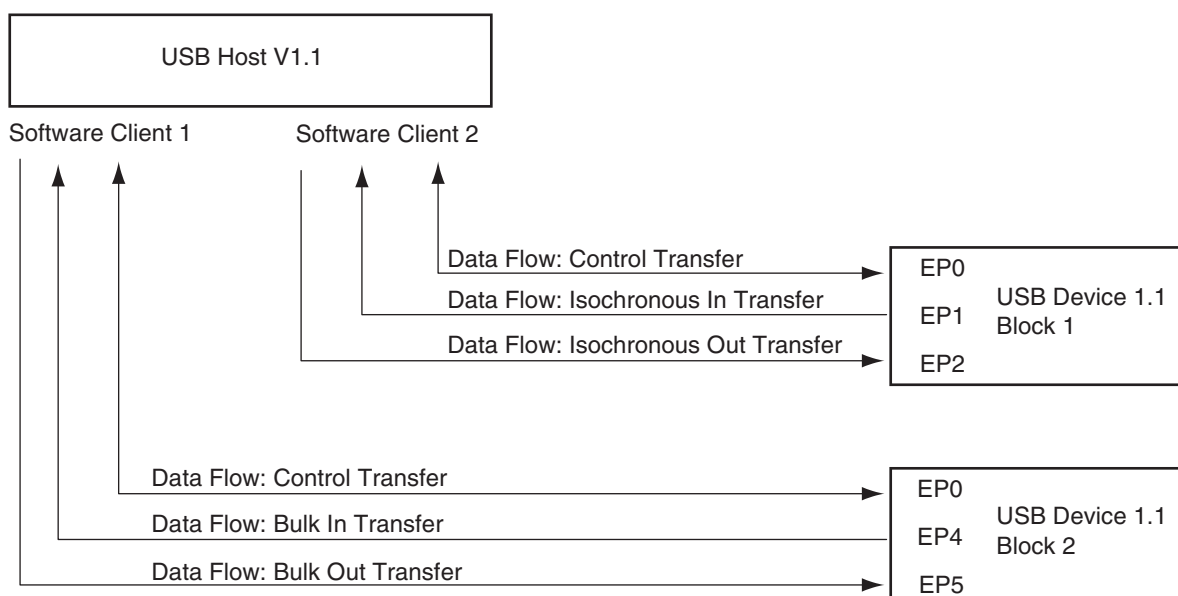 USB Host V1.1
Software Client 1
Software Client 2
Data Flow: Control Transfer
Data Flow: Isochronous In Transfer
Data Flow: Isochronous Out Transfer
EP0
EP1
EP2
USB Device 1.1
Block 1
Data Flow: Control Transfer
Data Flow: Bulk In Transfer
Data Flow: Bulk Out Transfer
EP0
EP4
EP5
USB Device 1.1
Block 2